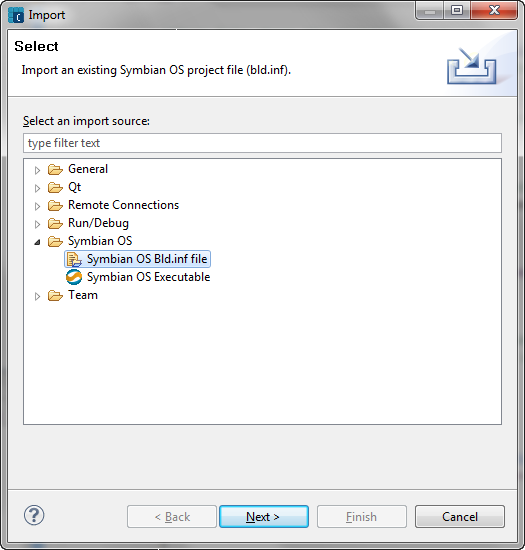 Import
Select
Import an existing Symbian OS project file (bld.inf).
Select an import source:
type filter text
General
Qt
Remote Connections
Run/Debug
Symbian OS
Symbian OS Bld.inf file
Symbian OS Executable
Team
? < Back Next > Finish Cancel